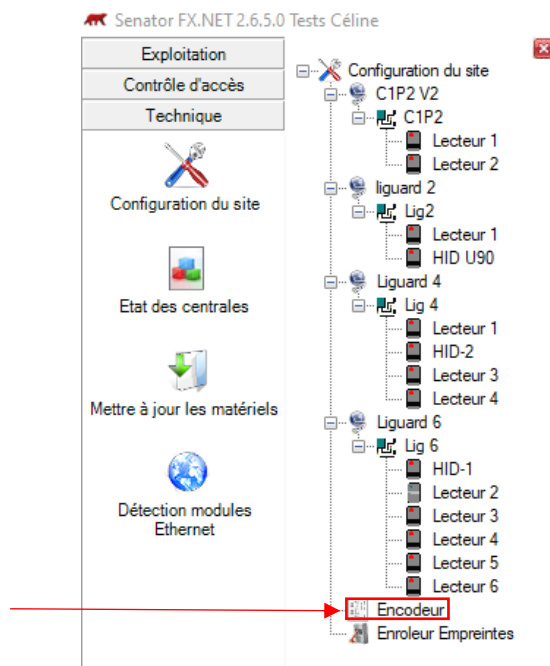 Senator FX.NET 2.6.5.0 Tests Céline
Exploitation
Contrôle d'accès
Technique
Configuration du site
Etat des centrales
Mettre à jour les matériels
Détection modules
Ethernet
Configuration du site
C1P2 V2
C1P2
Lecteur 1
Lecteur 2
liguard 2
Lig2
Lecteur 1
HID U90
Liguard 4
Lig 4
Lecteur 1
HID-2
Lecteur 3
Lecteur 4
Liguard 6
Lig 6
HID-1
Lecteur 2
Lecteur 3
Lecteur 4
Lecteur 5
Lecteur 6
Encodeur
Enroleur Empreintes